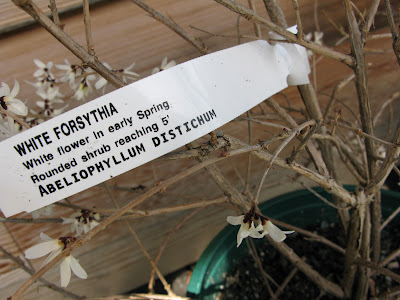 WHITE FORSYTHIA
White flower in early Spring.
Rounded shrub reaching 5'
ABELIOPHYLLUM DISTICHUM